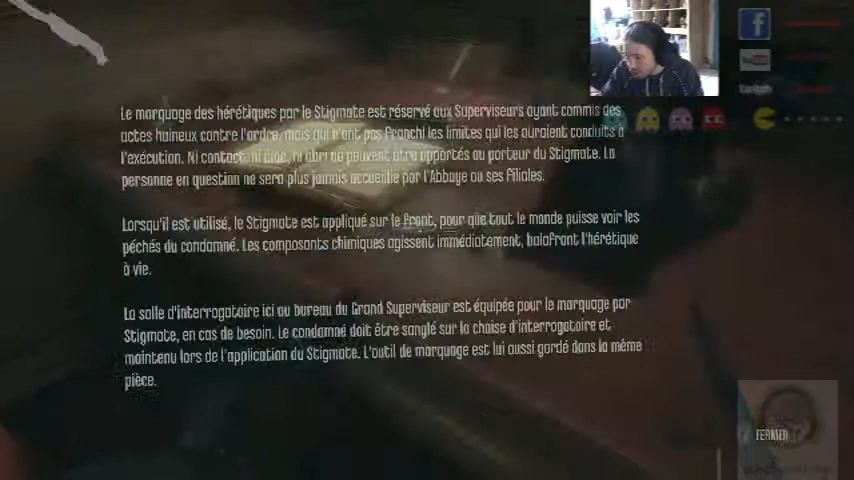 Le marquage des hérétiques par le Stigmate est réservé aux Superviseurs ayant commis des
actes haineux contre l'ordre, mais qui n'ont pas franchi les limites qui les auraient conduits à
l'exécution. Ni contact, ni aide, ni abri ne peuvent être apportés au porteur du Stigmate. La
personne en question ne sera plus jamais accueillie par l'Abbaye ou ses filiales.
Lorsqu'il est utilisé, le Stigmate est appliqué sur le front, pour que tout le monde puisse voir les
péchés du condamné. Les composants chimiques agissent immédiatement, balafrant l'hérétique
à vie.
La salle d'interrogatoire ici au bureau du Grand Superviseur est équipée pour le marquage par
Stigmate, en cas de besoin. Le condamné doit être sanglé sur la chaise d'interrogatoire et
maintenu lors de l'application du Stigmate. L'outil de marquage est lui aussi gardé dans la même
pièce.
FERMER